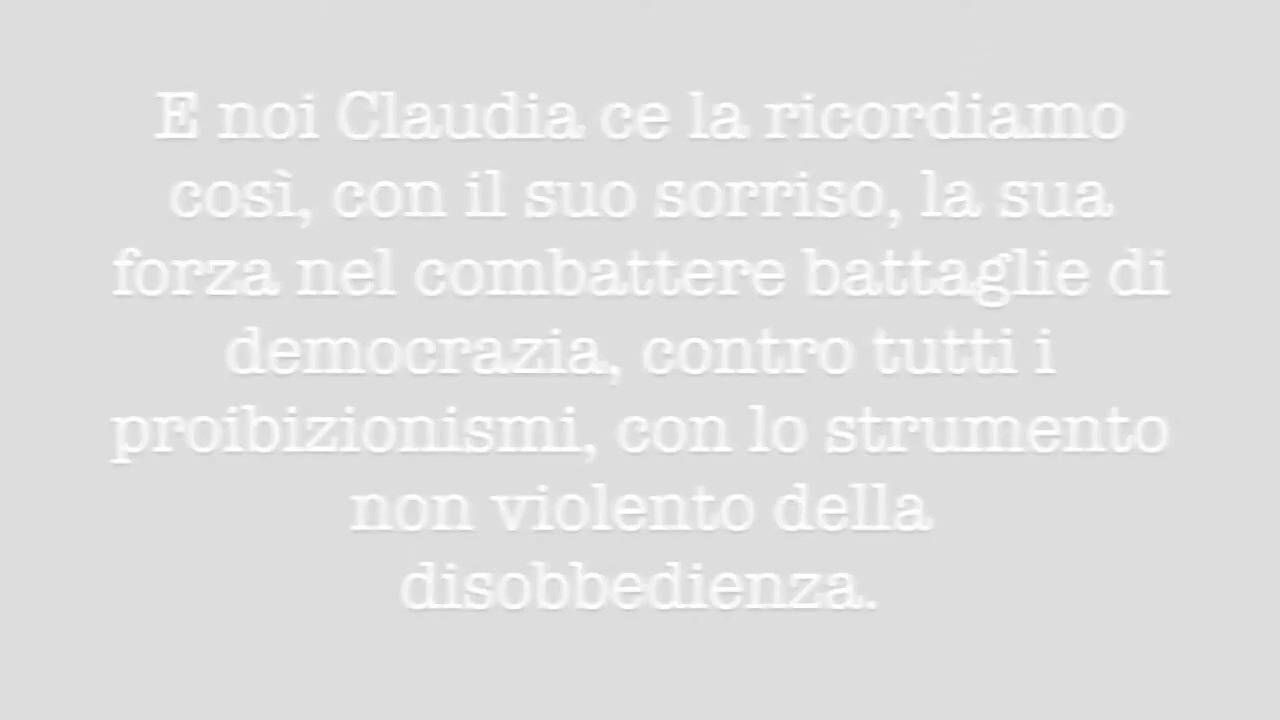 E noi Claudia ce la ricordiamo
così, con il suo sorriso, la sua
forza nel combattere battaglie di
democrazia, contro tutti i
proibizionismi, con lo strumento
non violento della
disobbedienza.